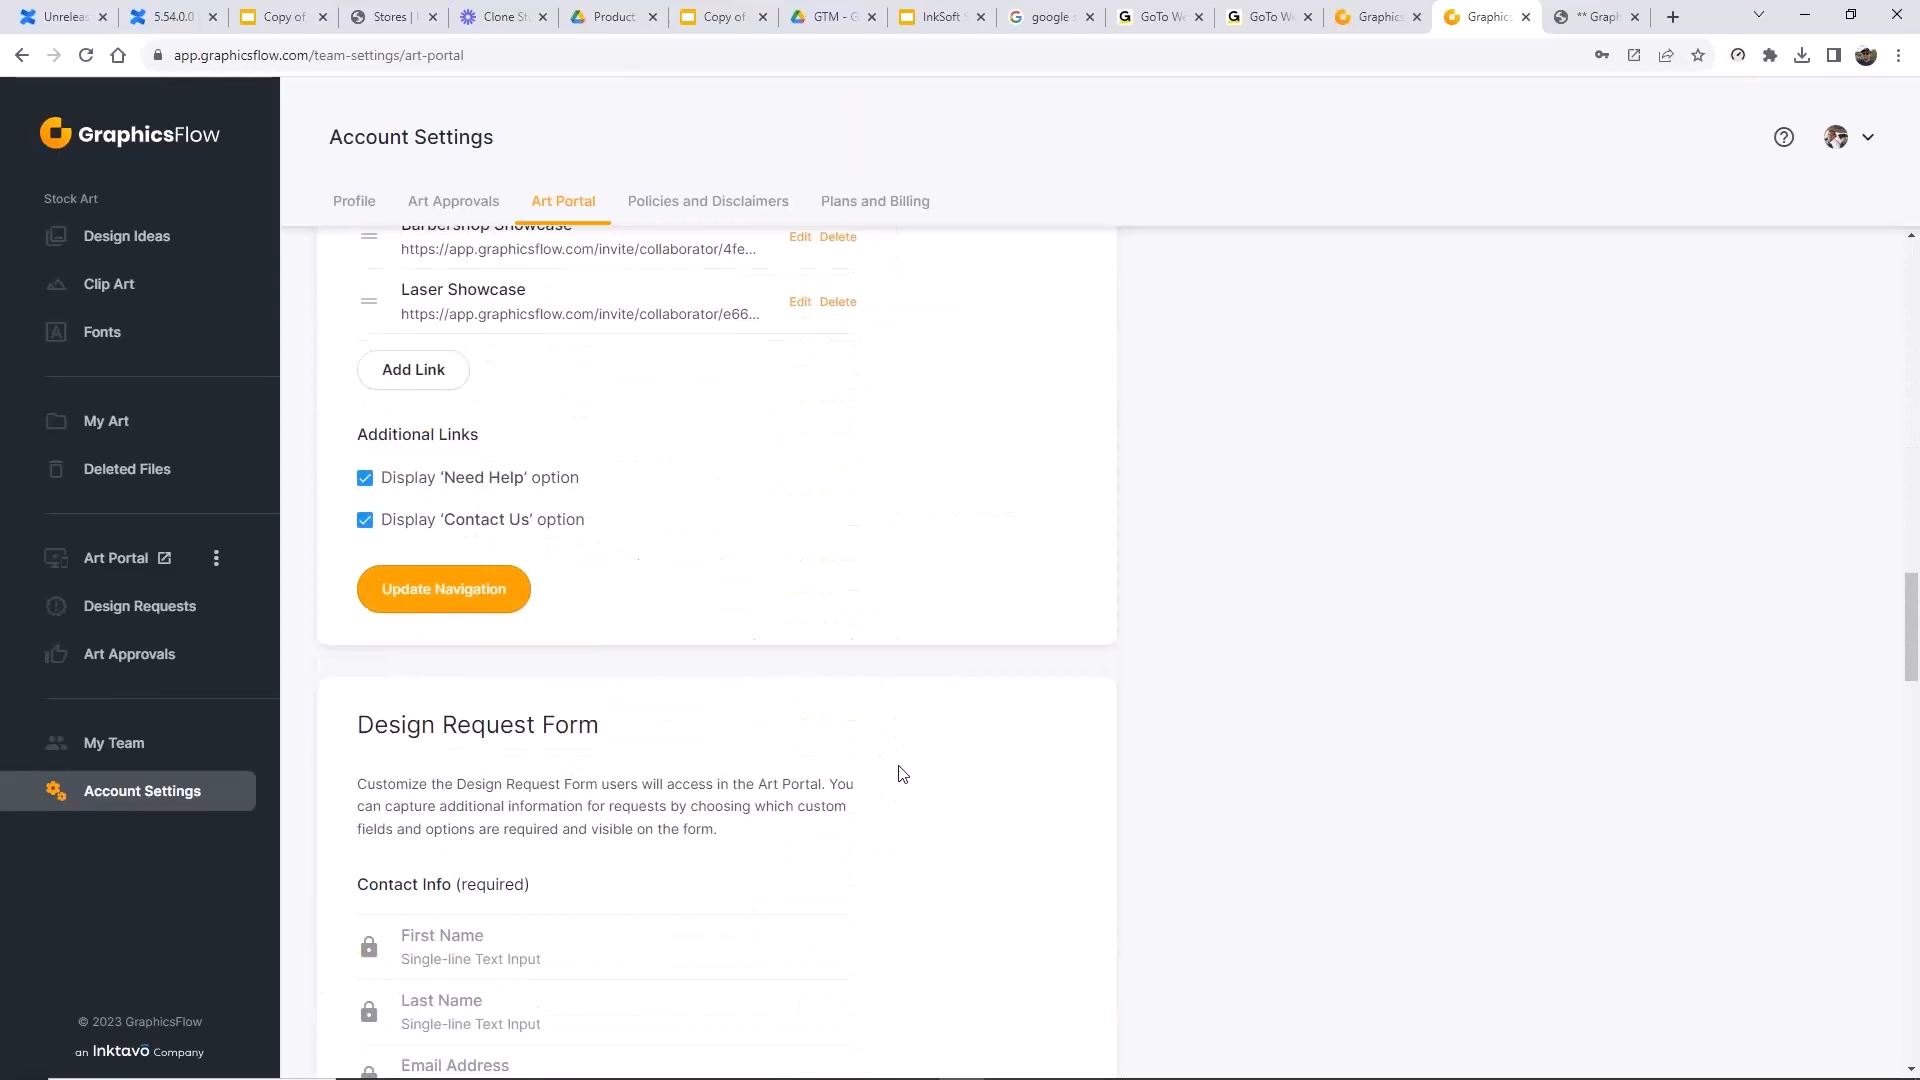 Unreleas
5.54.0.0
Copy of
Stores |
Clone St
Product
Copy of
GTM - G
InkSoft S
google s
GoTo We
GoTo We
Graphics
Graphics
** Graph
app.graphicsflow.com/team-settings/art-portal
GraphicsFlow
Stock Art
Design Ideas
Clip Art
Fonts
My Art
Deleted Files
Art Portal
Design Requests
Art Approvals
My Team
Account Settings
© 2023 GraphicsFlow
an Inktavo Company
Account Settings
Profile
Art Approvals
Art Portal
Policies and Disclaimers
Plans and Billing
Barbershop Showcase
https://app.graphicsflow.com/invite/collaborator/4fe...
Edit Delete
Laser Showcase
https://app.graphicsflow.com/invite/collaborator/e66...
Edit Delete
Add Link
Additional Links
Display ‘Need Help’ option
Display ‘Contact Us’ option
Update Navigation
Design Request Form
Customize the Design Request Form users will access in the Art Portal. You
can capture additional information for requests by choosing which custom
fields and options are required and visible on the form.
Contact Info (required)
First Name
Single-line Text Input
Last Name
Single-line Text Input
Email Address